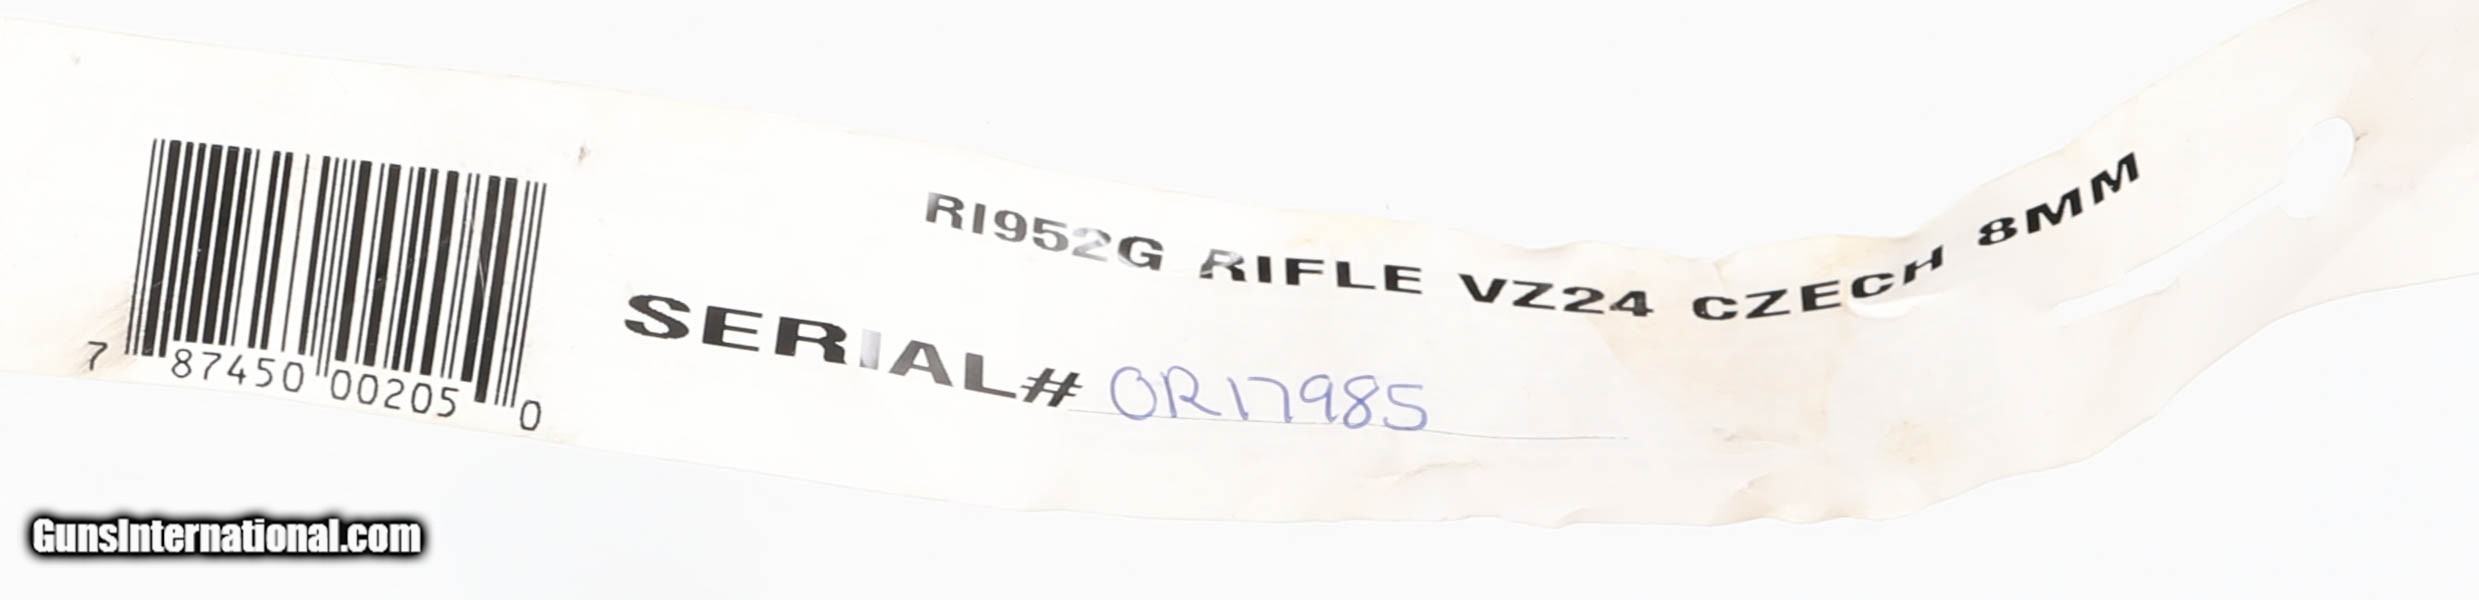 RI952G RIFLE VZ24 CZECH 8MM
SERIAL# OR17985
7 87450 00205 0
GunsInternational.com